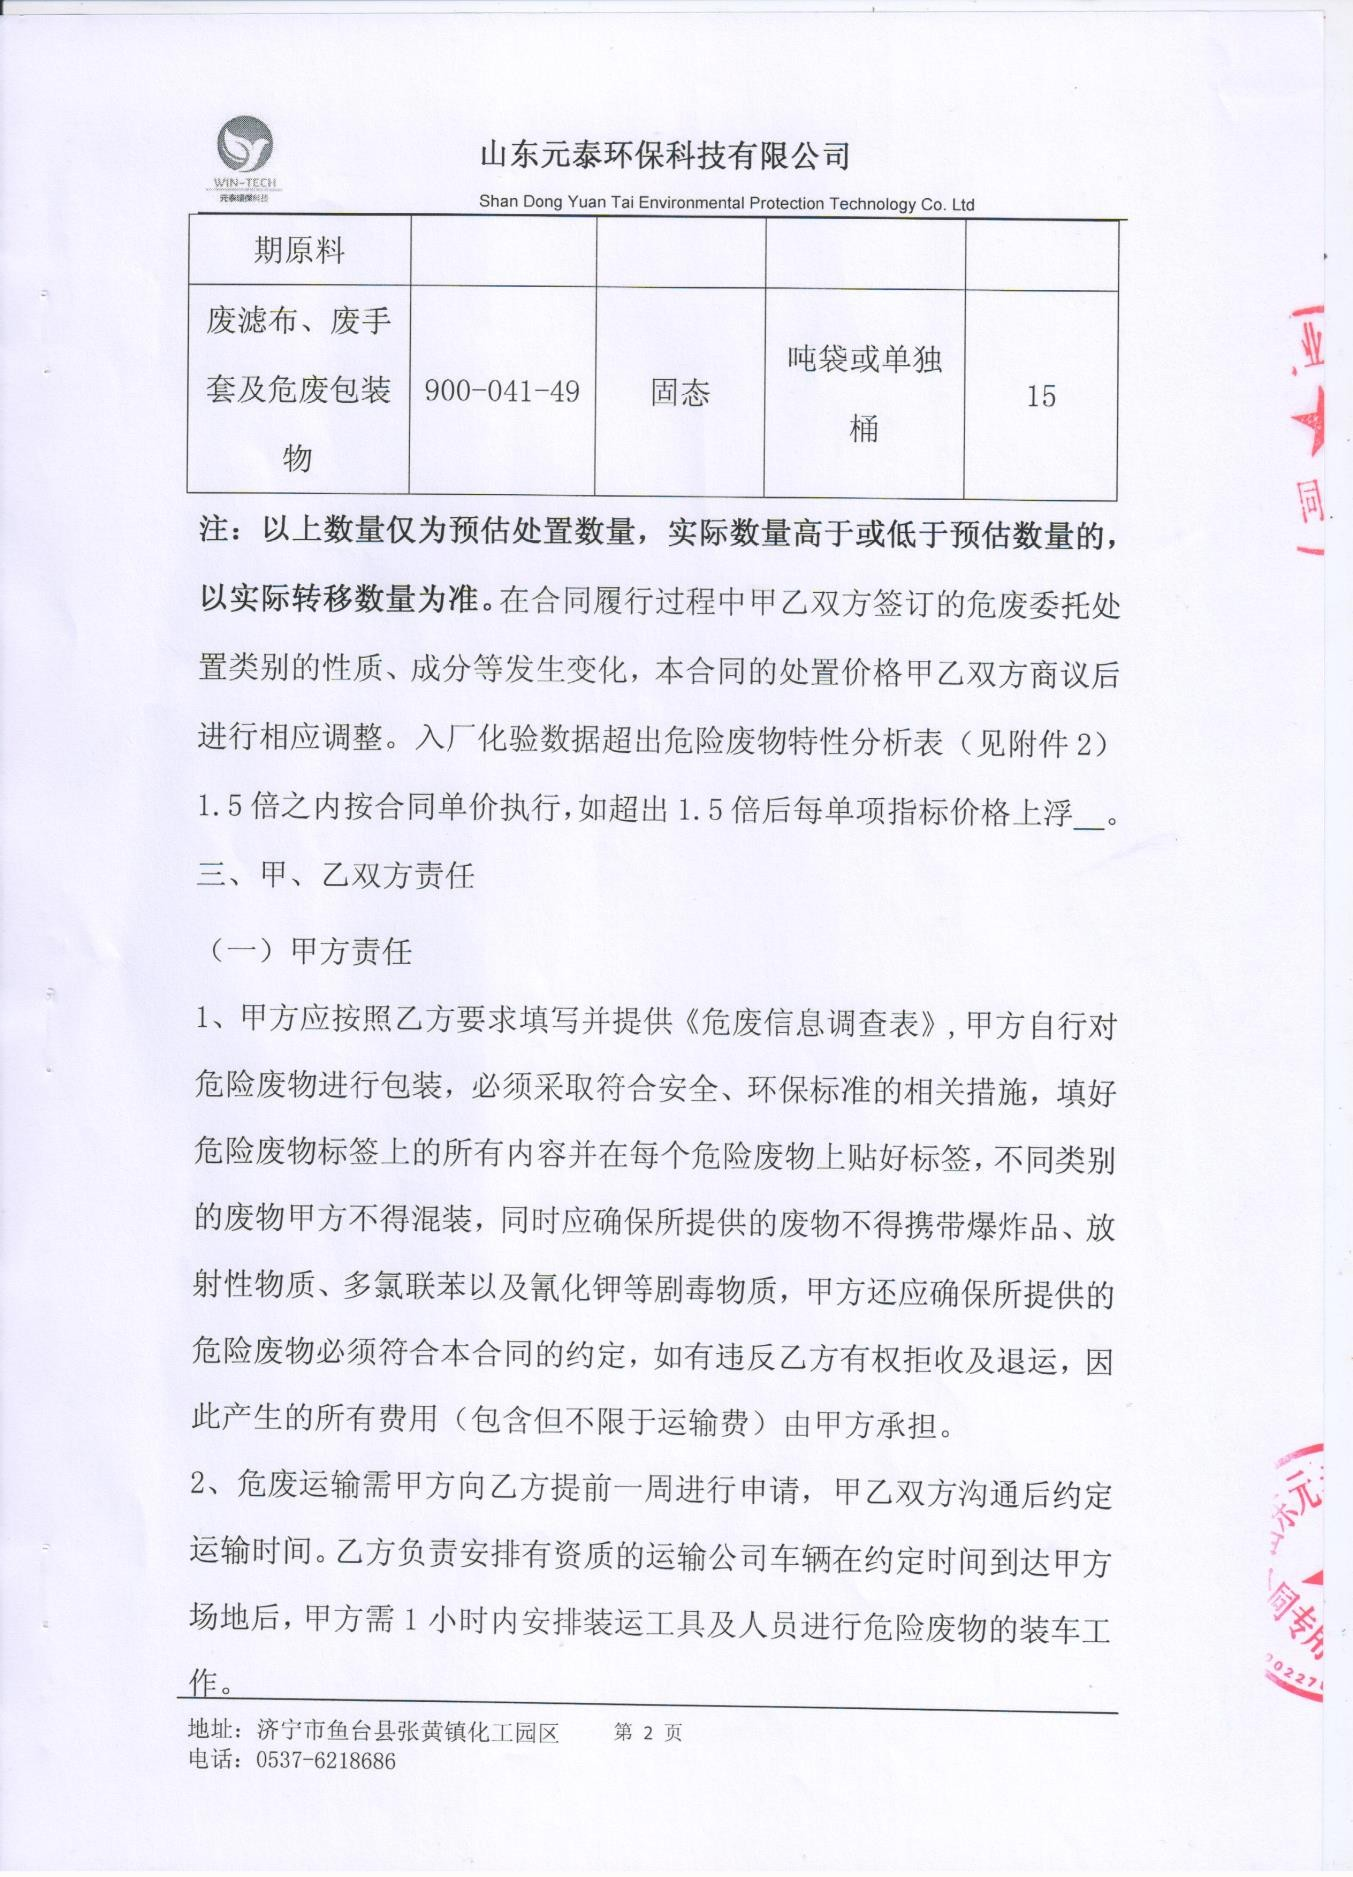 WIN-TECH
元泰环保科技
山东元泰环保科技有限公司
Shan Dong Yuan Tai Environmental Protection Technology Co. Ltd
期原料
废滤布、废手
套及危废包装
物
900-041-49
固态
吨袋或单独
桶
15
注：以上数量仅为预估处置数量，实际数量高于或低于预估数量的，
以实际转移数量为准。在合同履行过程中甲乙双方签订的危废委托处
置类别的性质、成分等发生变化，本合同的处置价格甲乙双方商议后
进行相应调整。入厂化验数据超出危险废物特性分析表（见附件2）
1.5倍之内按合同单价执行,如超出1.5倍后每单项指标价格上浮__。
三、甲、乙双方责任
（一）甲方责任
1、甲方应按照乙方要求填写并提供《危废信息调查表》,甲方自行对
危险废物进行包装，必须采取符合安全、环保标准的相关措施，填好
危险废物标签上的所有内容并在每个危险废物上贴好标签，不同类别
的废物甲方不得混装，同时应确保所提供的废物不得携带爆炸品、放
射性物质、多氯联苯以及氰化钾等剧毒物质，甲方还应确保所提供的
危险废物必须符合本合同的约定，如有违反乙方有权拒收及退运，因
此产生的所有费用（包含但不限于运输费）由甲方承担。
2、危废运输需甲方向乙方提前一周进行申请，甲乙双方沟通后约定
运输时间。乙方负责安排有资质的运输公司车辆在约定时间到达甲方
场地后，甲方需1小时内安排装运工具及人员进行危险废物的装车工
作。
地址：济宁市鱼台县张黄镇化工园区 第 2 页
电话：0537-6218686
业
同
东元
同专用
202271